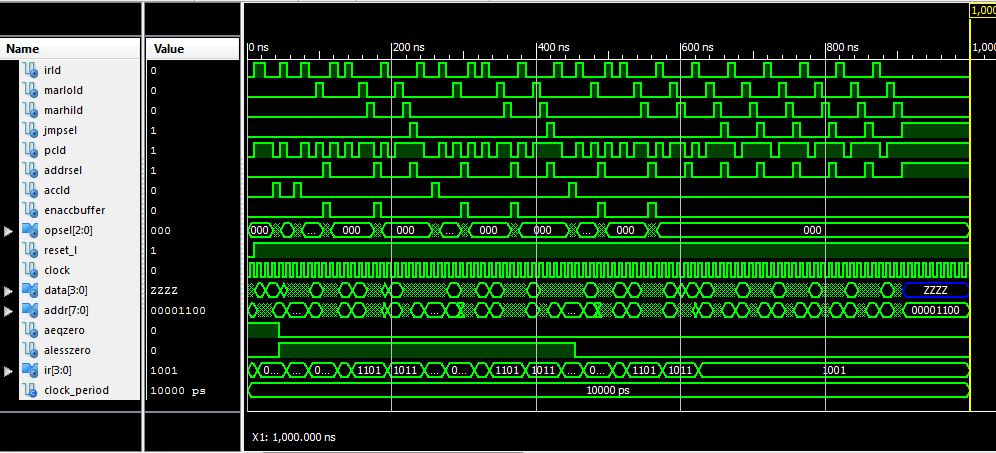 1,000
Name Value 0 ns 200 ns 400 ns 600 ns 800 ns 1,000
irld 0
marlold 0
marhild 0
jmpsel 1
pcld 1
addrsel 1
accld 0
enaccbuffer 0
opsel[2:0] 000 000 ... 000 000 ... 000 000 ... 000 000
reset_l 1
clock 0
data[3:0] ZZZZ ZZZZ
addr[7:0] 00001100 ... ... ... 00001100
aeqzero 0
alesszero 0
ir[3:0] 1001 0... ... 0... 1101 1011 ... 0... 1101 1011 ... 0... 1101 1011 1001
clock_period 10000 ps 10000 ps
X1: 1,000.000 ns